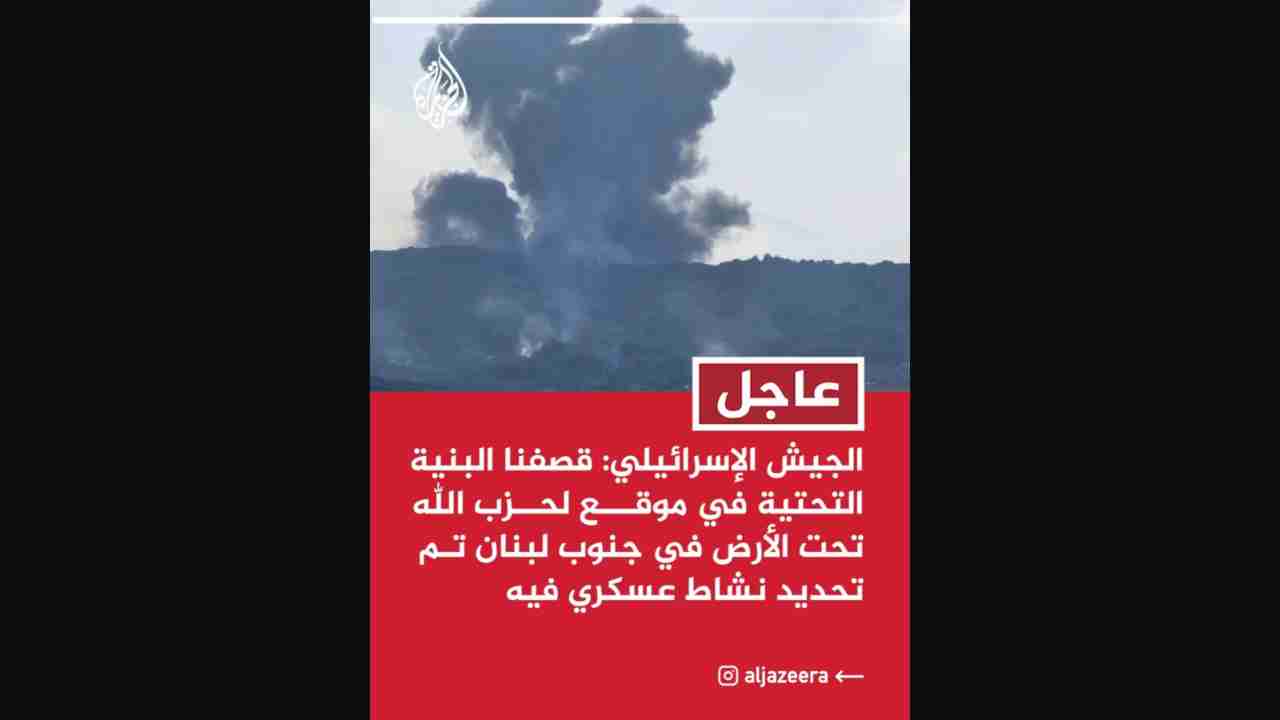 عاجل
الجيش الإسرائيلي: قصفنا البنية
التحتية في موقع لحزب الله
تحت الأرض في جنوب لبنان تم
تحديد نشاط عسكري فيه
aljazeera